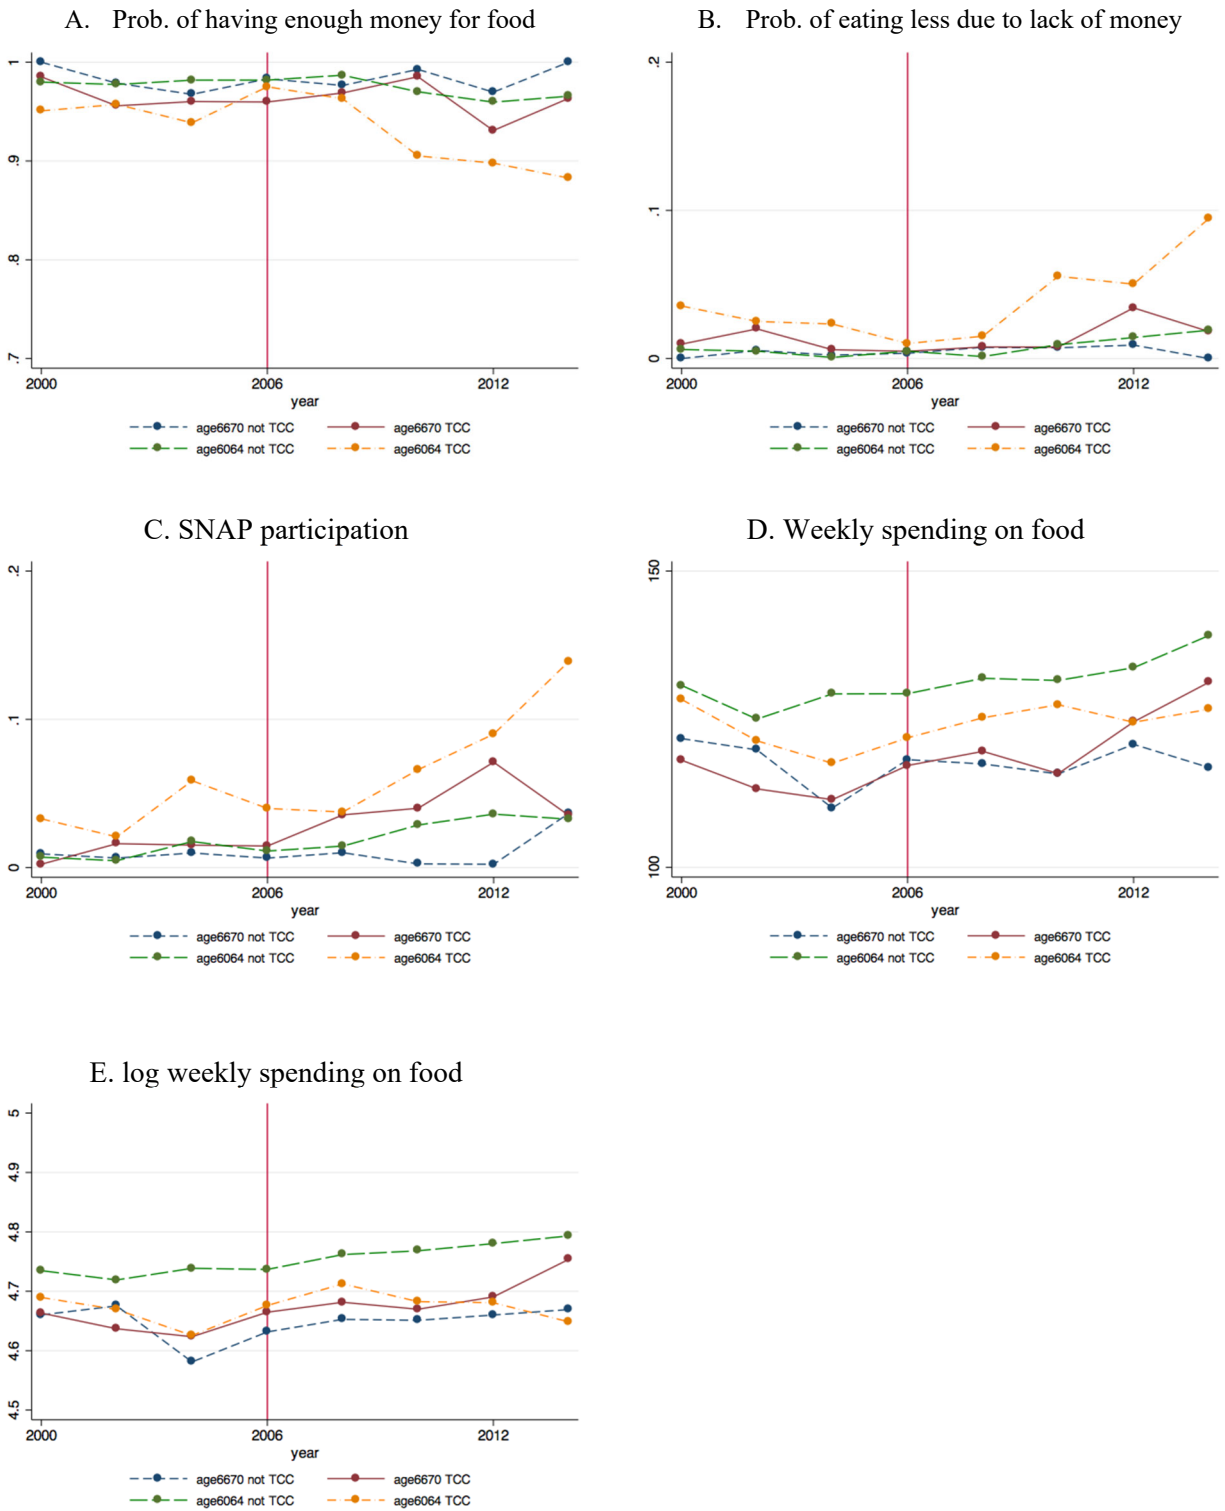 A. Prob. of having enough money for food
1
.9
.8
.7
2000 2006 2012
year
age6670 not TCC age6670 TCC
age6064 not TCC age6064 TCC
B. Prob. of eating less due to lack of money
.2
.1
0
2000 2006 2012
year
age6670 not TCC age6670 TCC
age6064 not TCC age6064 TCC
C. SNAP participation
.2
.1
0
2000 2006 2012
year
age6670 not TCC age6670 TCC
age6064 not TCC age6064 TCC
D. Weekly spending on food
150
100
2000 2006 2012
year
age6670 not TCC age6670 TCC
age6064 not TCC age6064 TCC
E. log weekly spending on food
5
4.9
4.8
4.7
4.6
4.5
2000 2006 2012
year
age6670 not TCC age6670 TCC
age6064 not TCC age6064 TCC